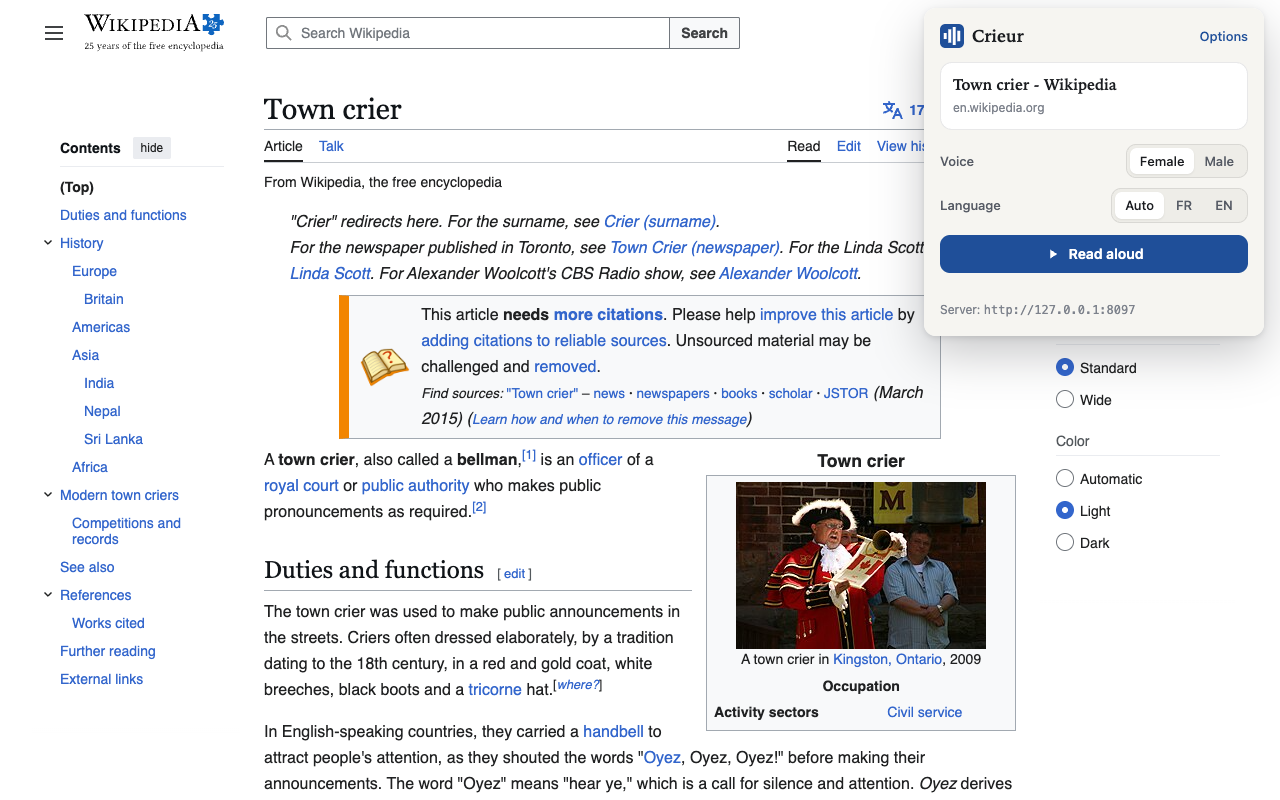 WIKIPEDIA 25
25 years of the free encyclopedia
Search Wikipedia
Search
Contents hide
(Top)
Duties and functions
History
Europe
Britain
Americas
Asia
India
Nepal
Sri Lanka
Africa
Modern town criers
Competitions and
records
See also
References
Works cited
Further reading
External links
Town crier
17
Article Talk
Read Edit View his
From Wikipedia, the free encyclopedia
"Crier" redirects here. For the surname, see Crier (surname).
For the newspaper published in Toronto, see Town Crier (newspaper). For the Linda Scott
Linda Scott. For Alexander Woolcott's CBS Radio show, see Alexander Woolcott.
This article needs more citations. Please help improve this article by
adding citations to reliable sources. Unsourced material may be
challenged and removed.
Find sources: "Town crier" – news · newspapers · books · scholar · JSTOR (March
2015) (Learn how and when to remove this message)
A town crier, also called a bellman,[1] is an officer of a
royal court or public authority who makes public
pronouncements as required.[2]
Duties and functions [ edit ]
The town crier was used to make public announcements in
the streets. Criers often dressed elaborately, by a tradition
dating to the 18th century, in a red and gold coat, white
breeches, black boots and a tricorne hat.[where?]
In English-speaking countries, they carried a handbell to
attract people's attention, as they shouted the words "Oyez, Oyez, Oyez!" before making their
announcements. The word "Oyez" means "hear ye," which is a call for silence and attention. Oyez derives
Town crier
M
A town crier in Kingston, Ontario, 2009
Occupation
Activity sectors Civil service
Crieur
Options
Town crier - Wikipedia
en.wikipedia.org
Voice Female Male
Language Auto FR EN
Read aloud
Server: http://127.0.0.1:8097
Standard
Wide
Color
Automatic
Light
Dark